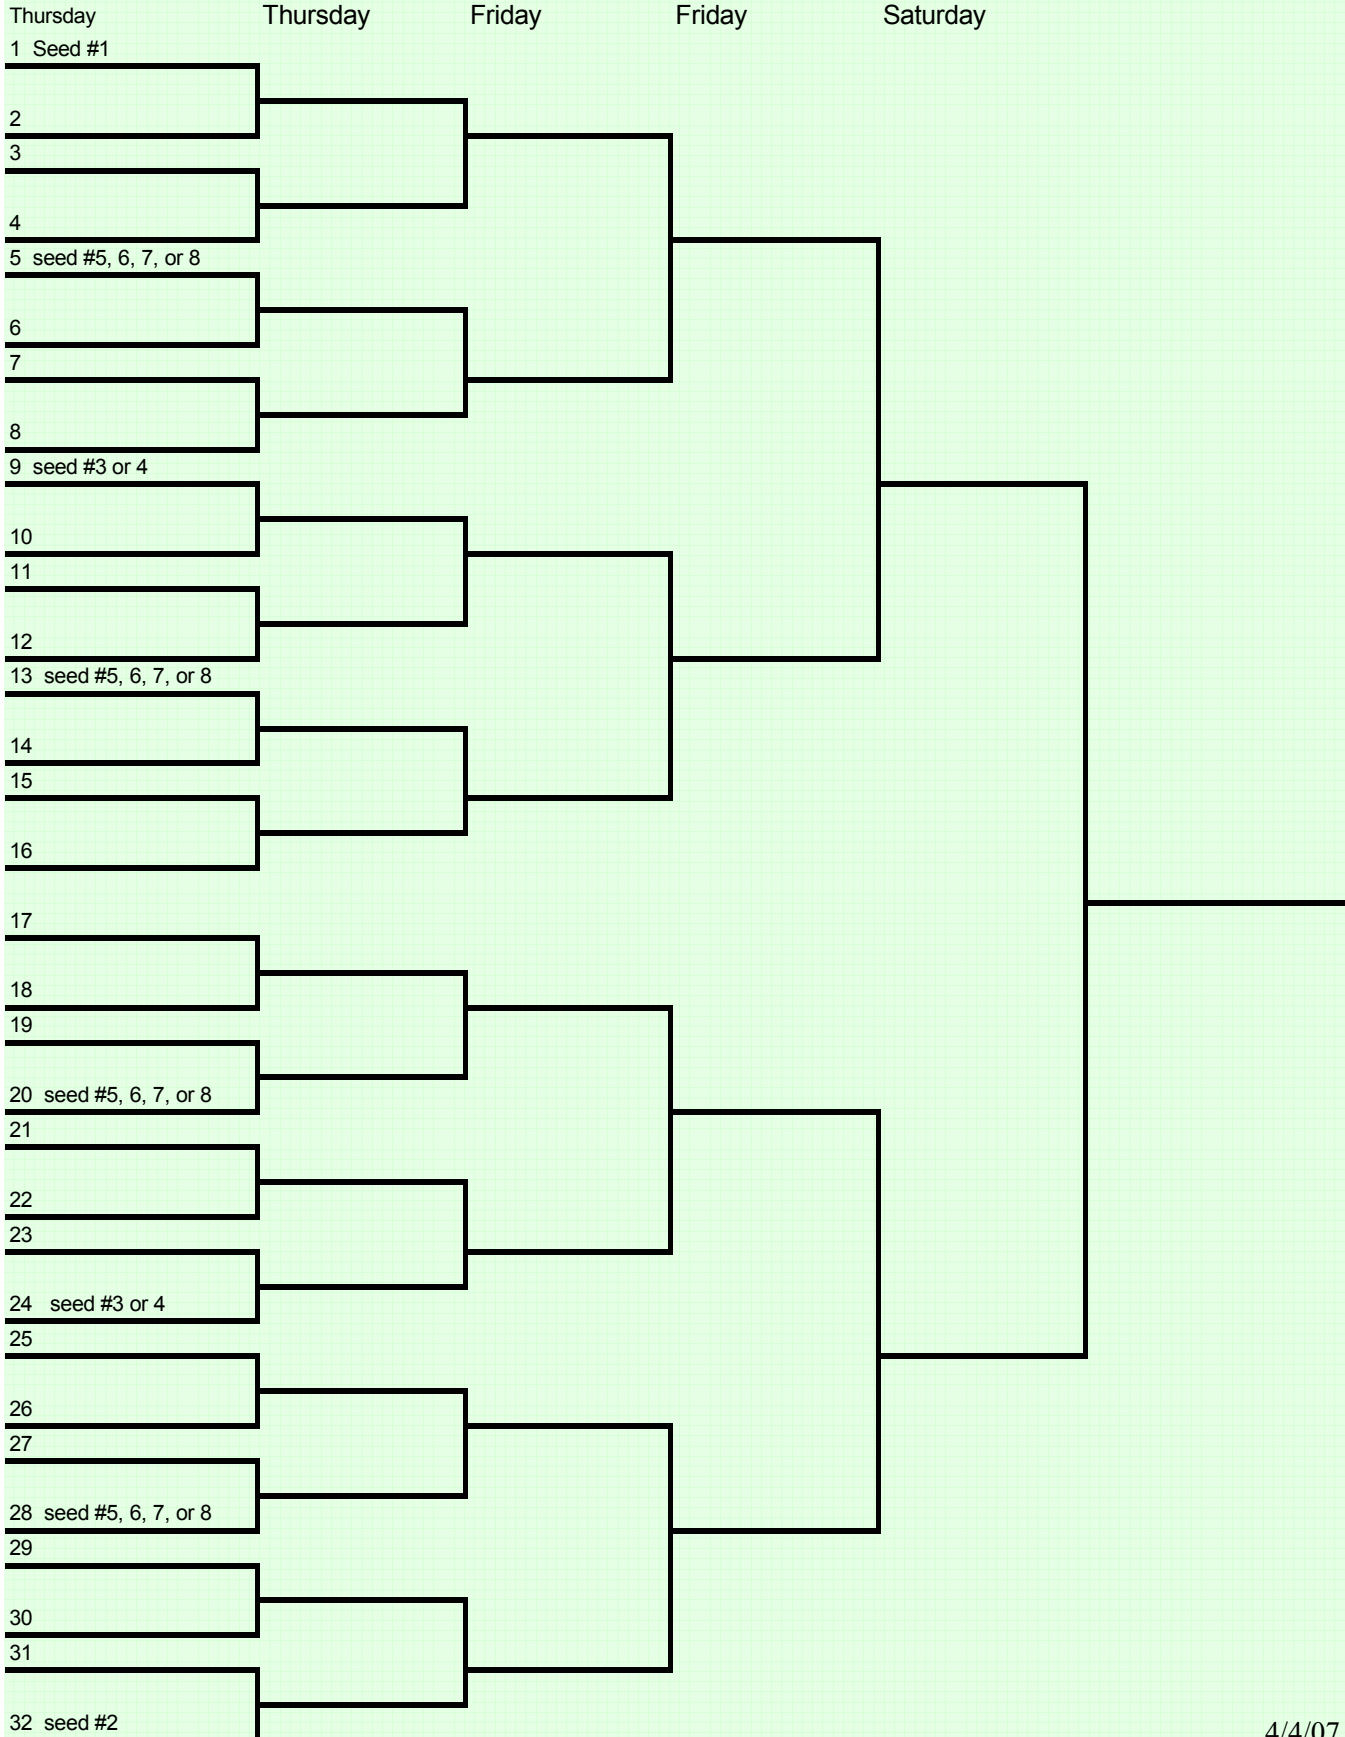 Thursday Thursday Friday Friday Saturday
1 Seed #1
2
3
4
5 seed #5, 6, 7, or 8
6
7
8
9 seed #3 or 4
10
11
12
13 seed #5, 6, 7, or 8
14
15
16
17
18
19
20 seed #5, 6, 7, or 8
21
22
23
24 seed #3 or 4
25
26
27
28 seed #5, 6, 7, or 8
29
30
31
32 seed #2
4/4/07